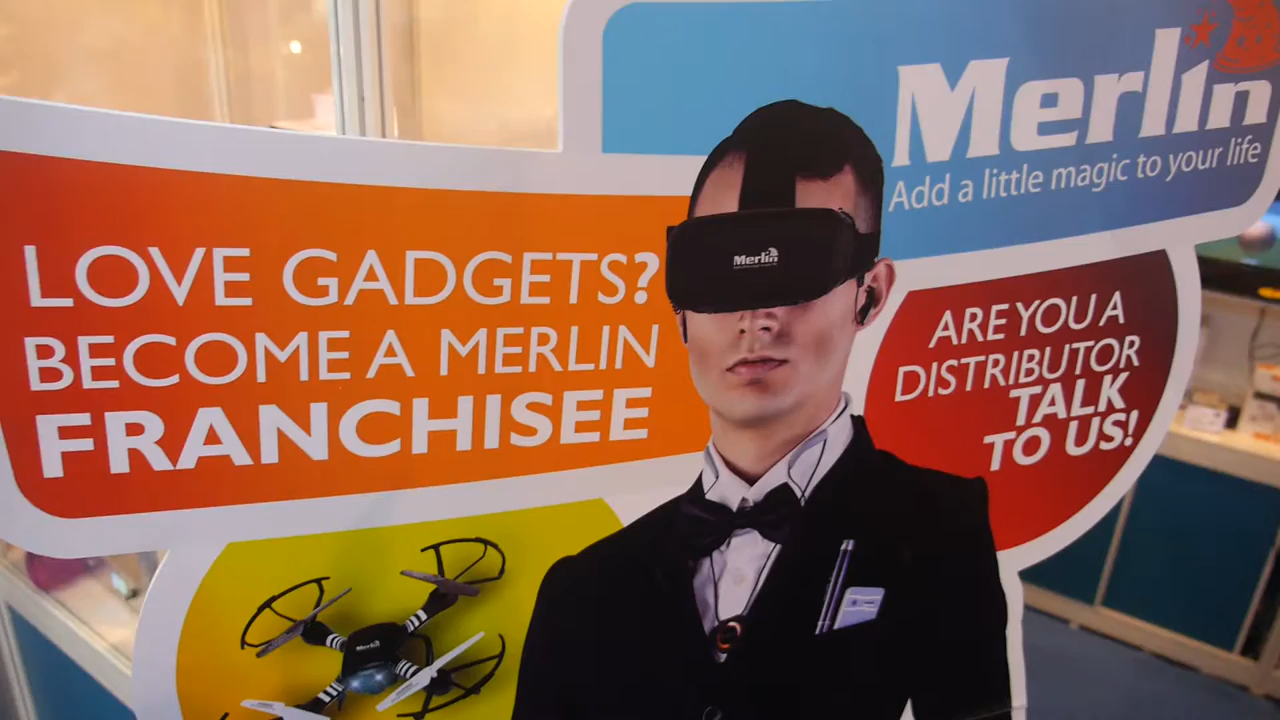 Merlin
Add a little magic to your life
LOVE GADGETS?
BECOME A MERLIN
FRANCHISEE
Merlin
ARE YOU A
DISTRIBUTOR
TALK
TO US!
Merlin